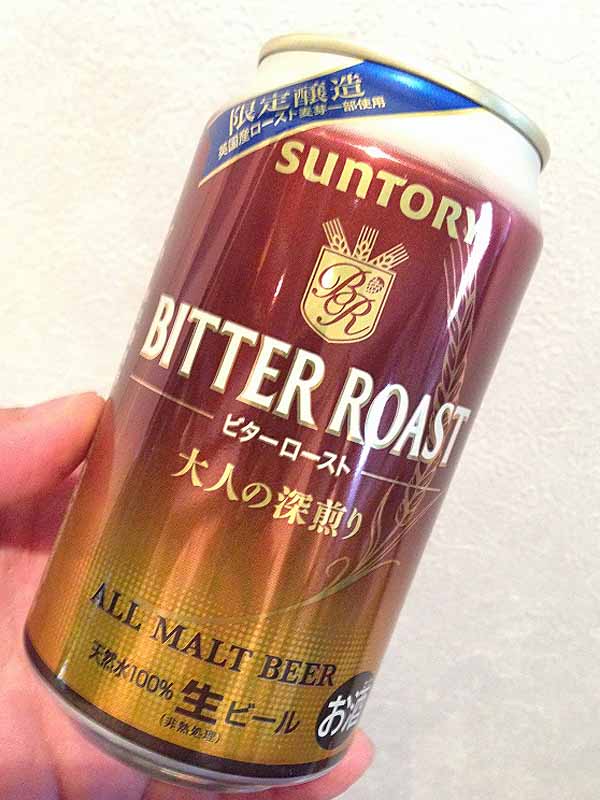 限定醸造
英国産ロースト麦芽一部使用
SUNTORY
BR
BITTER ROAST
ビターロースト
大人の深煎り
ALL MALT BEER
天然水100% 生ビール
(非熱処理)
お酒